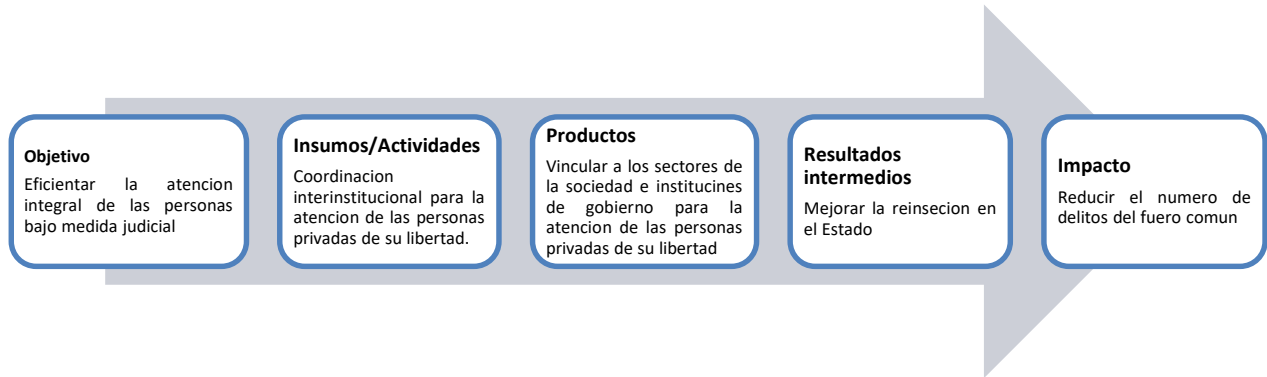 Objetivo
Eficientar la atencion
integral de las personas
bajo medida judicial
Insumos/Actividades
Coordinacion
interinstitucional para la
atencion de las personas
privadas de su libertad.
Productos
Vincular a los sectores de
la sociedad e institucines
de gobierno para la
atencion de las personas
privadas de su libertad
Resultados
intermedios
Mejorar la reinsecion en
el Estado
Impacto
Reducir el numero de
delitos del fuero comun